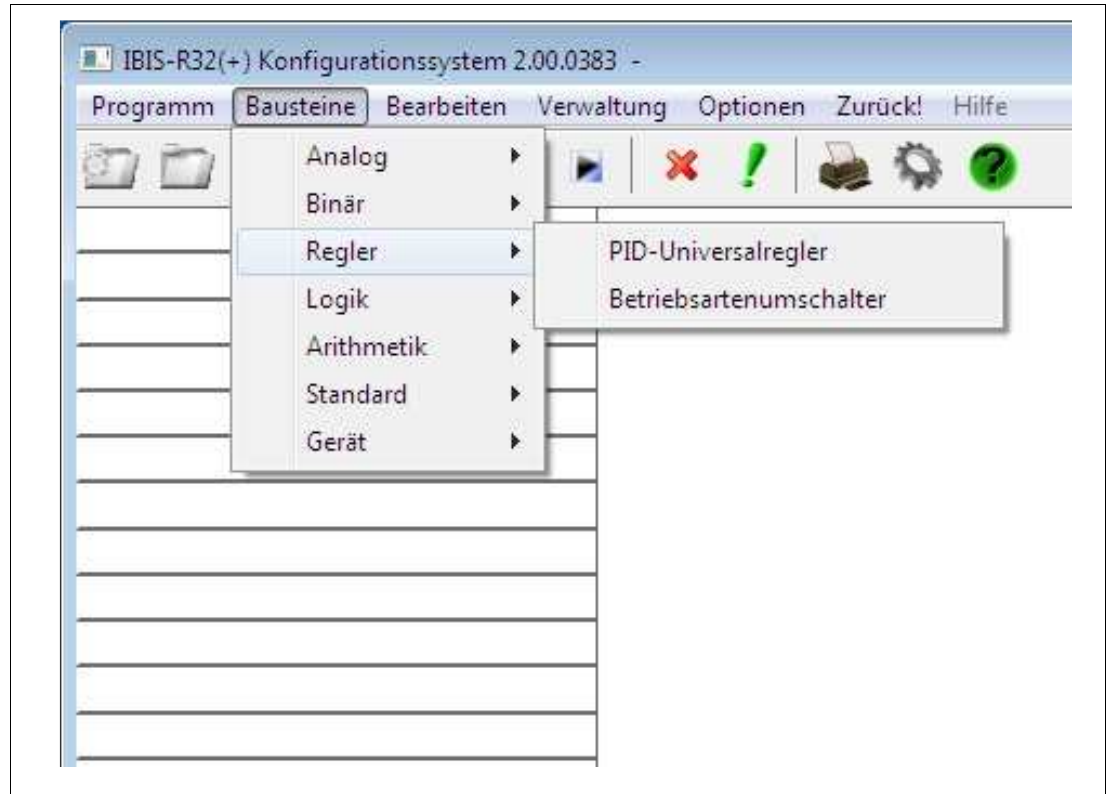 IBIS-R32(+) Konfigurationssystem 2.00.0383 -
Programm Bausteine Bearbeiten Verwaltung Optionen Zurück! Hilfe
Analog
Binär
Regler
PID-Universalregler
Logik
Betriebsartenumschalter
Arithmetik
Standard
Gerät